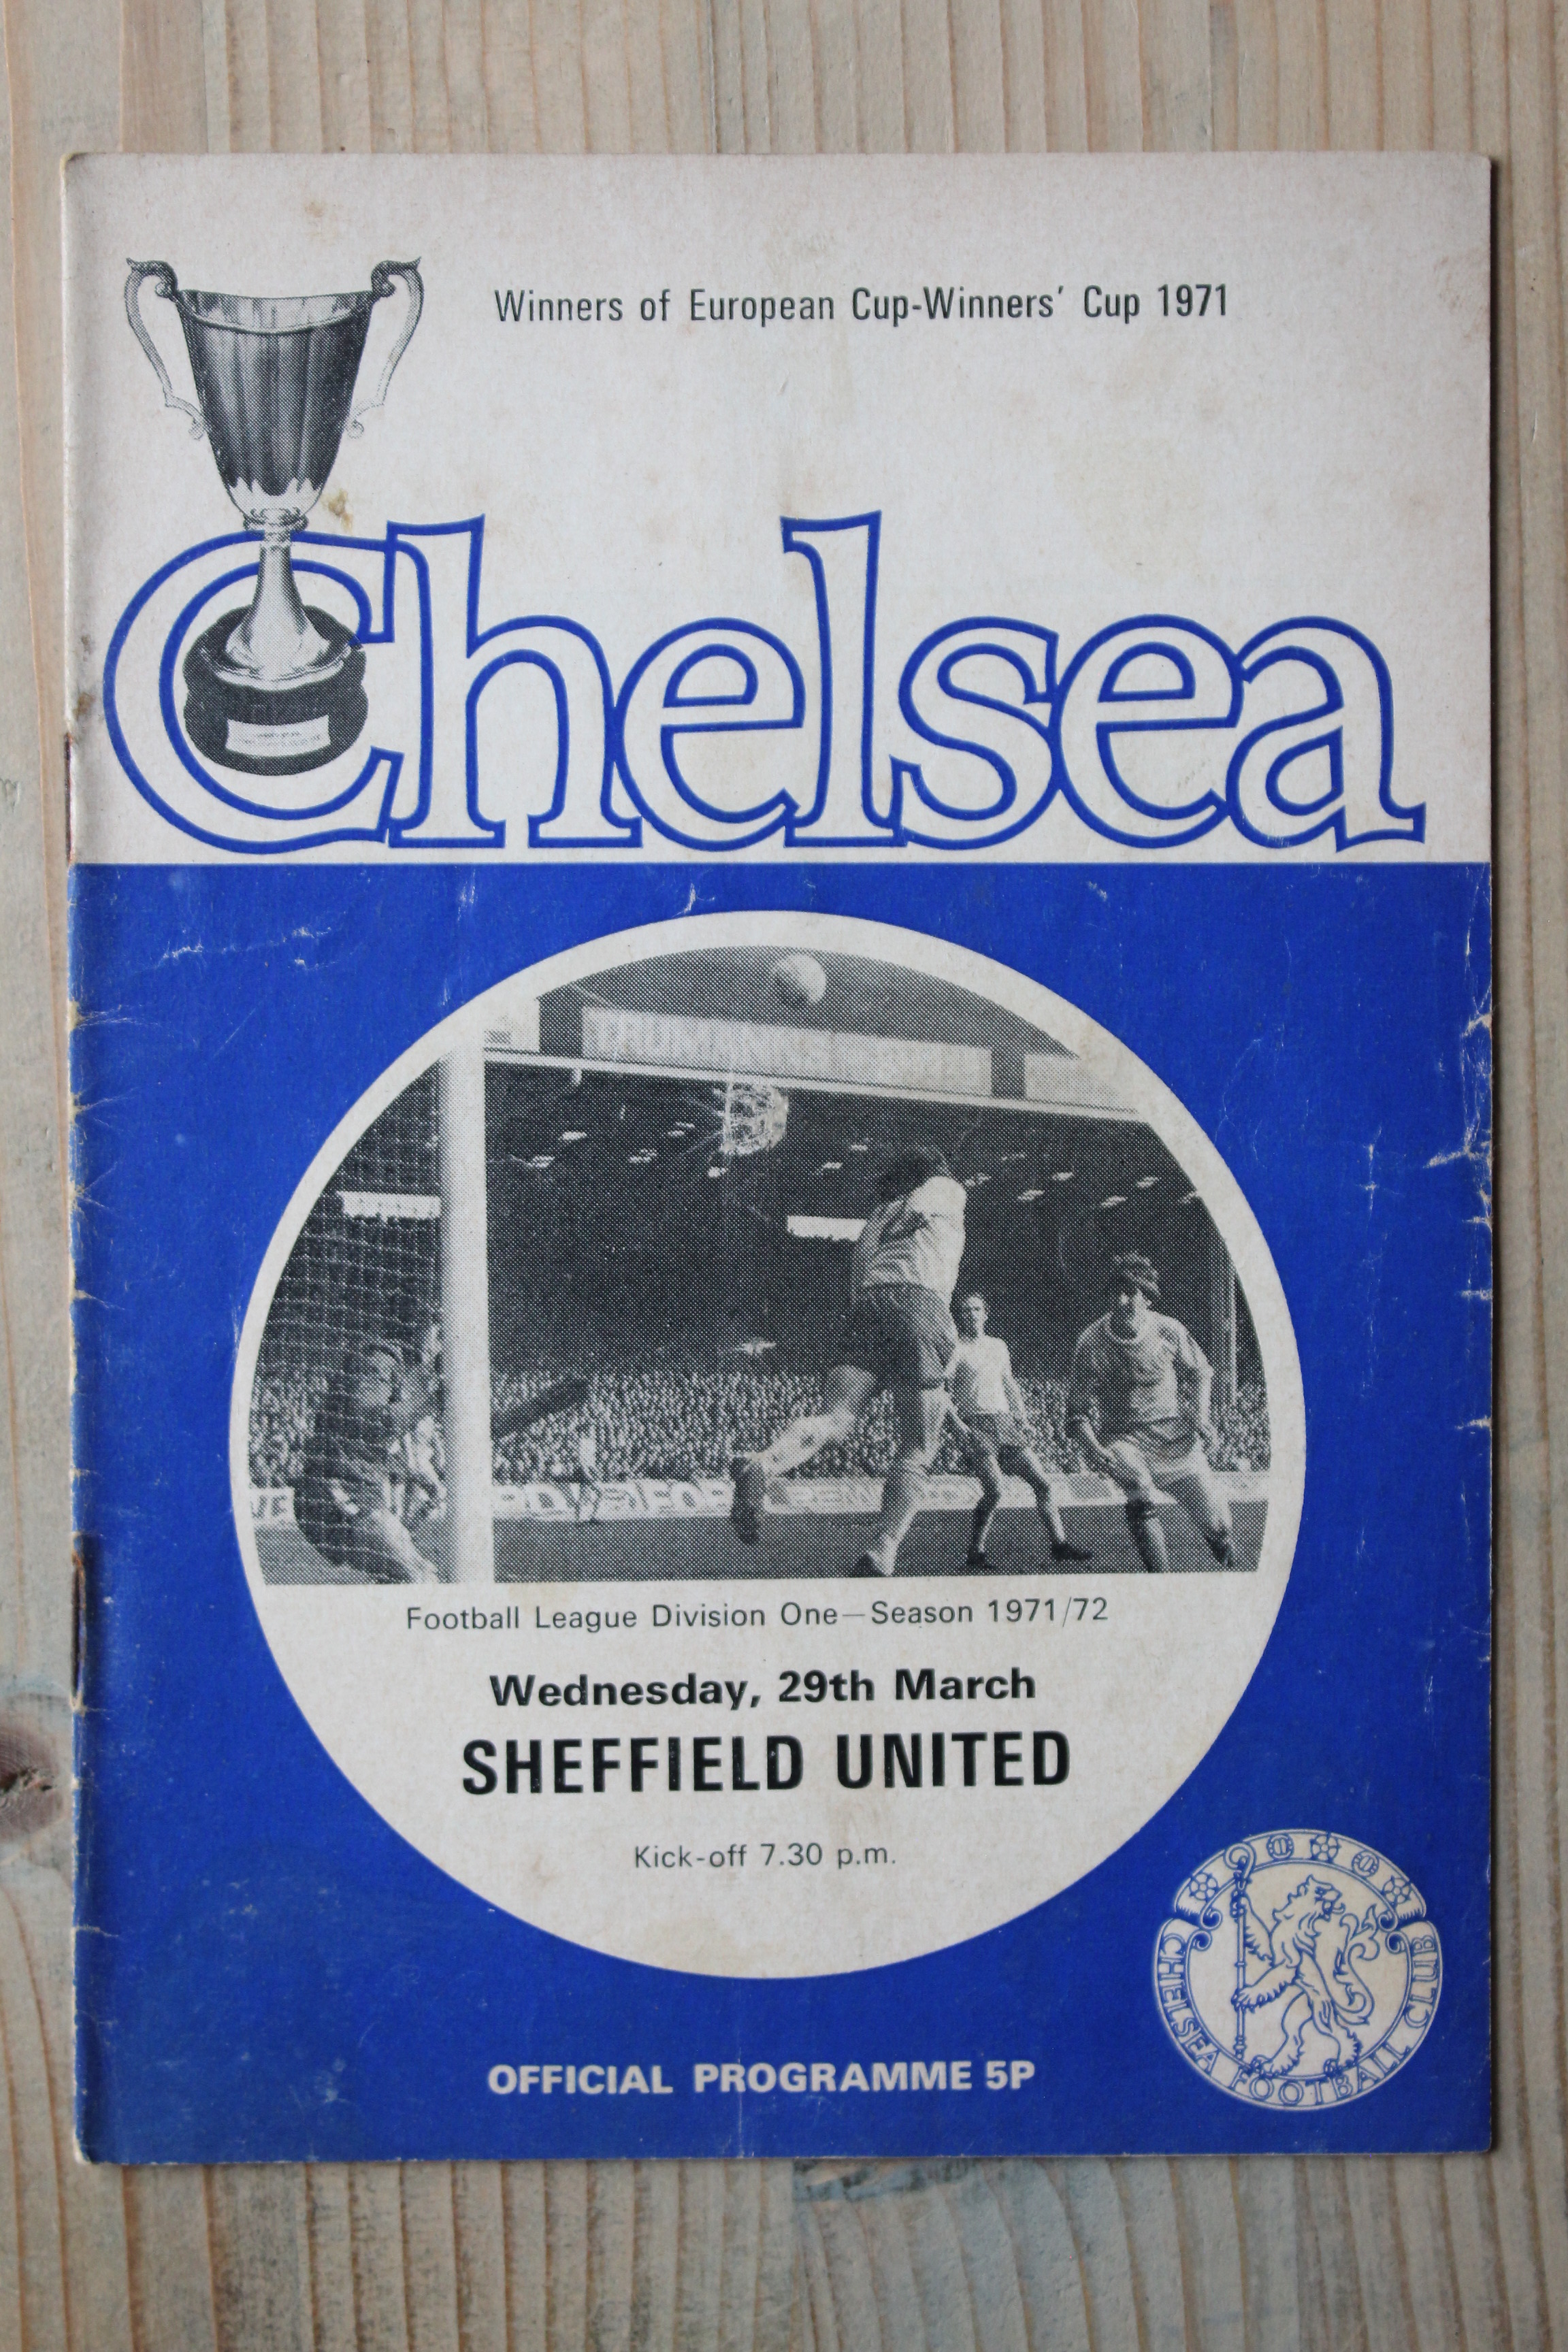 Winners of European Cup-Winners' Cup 1971
Chelsea
Football League Division One—Season 1971/72
Wednesday, 29th March
SHEFFIELD UNITED
Kick-off 7.30 p.m.
OFFICIAL PROGRAMME 5P
CHELSEA FOOTBALL CLUB